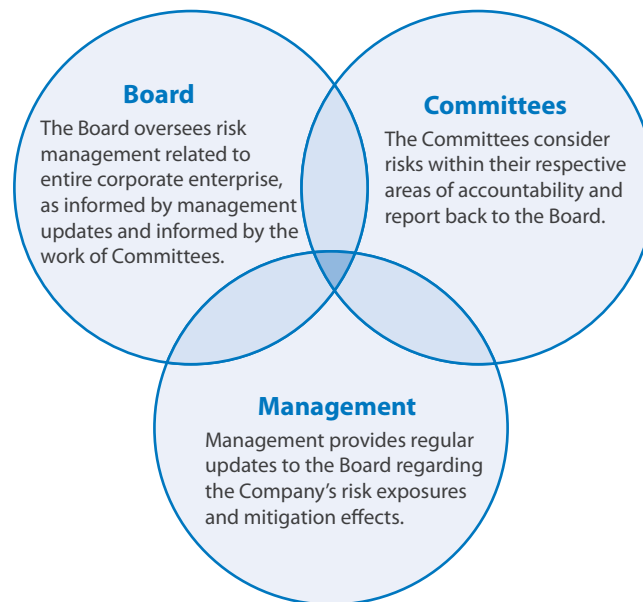 Board
The Board oversees risk
management related to
entire corporate enterprise,
as informed by management
updates and informed by the
work of Committees.
Committees
The Committees consider
risks within their respective
areas of accountability and
report back to the Board.
Management
Management provides regular
updates to the Board regarding
the Company’s risk exposures
and mitigation effects.